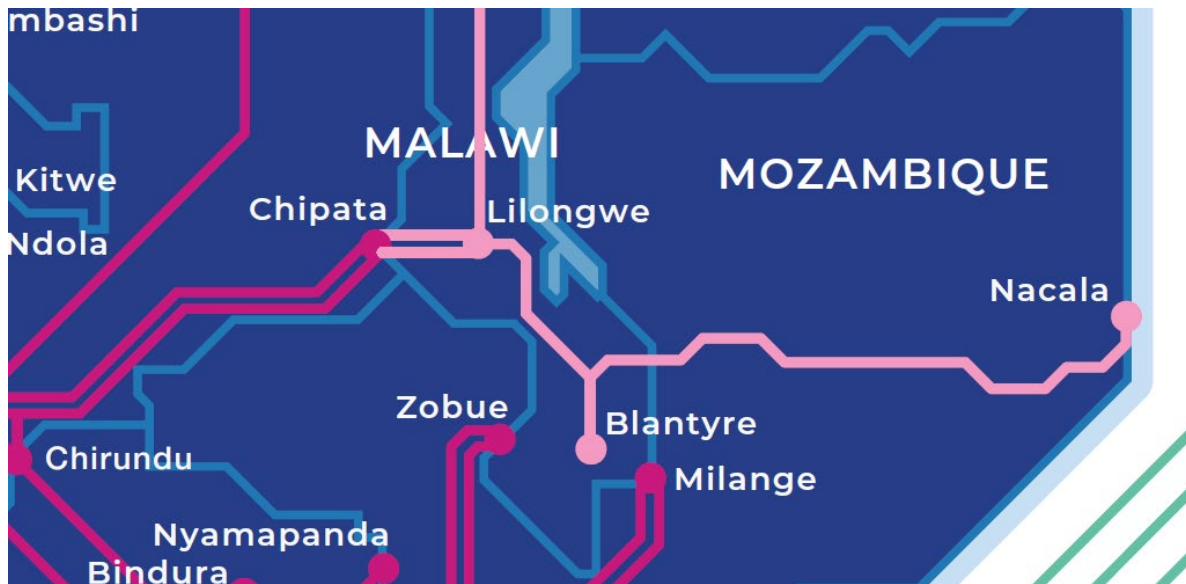 mbashi
MALAWI
MOZAMBIQUE
Kitwe
Chipata
Lilongwe
Ndola
Nacala
Zobue
Blantyre
Chirundu
Milange
Nyamapanda
Bindura